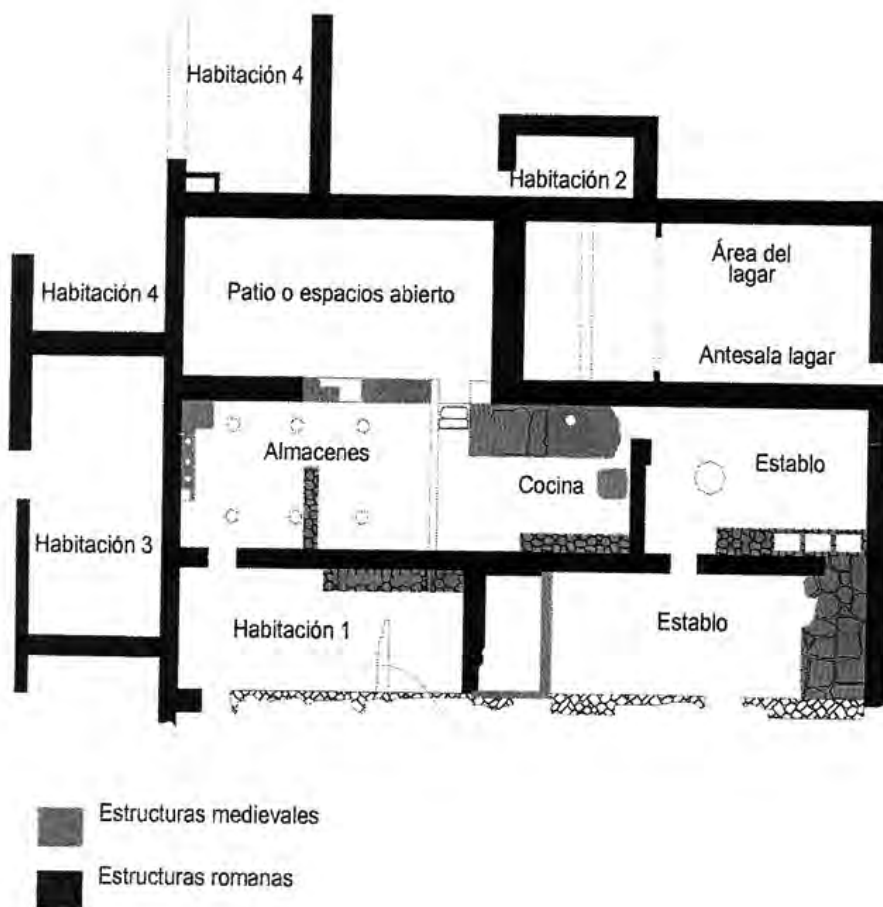 Habitación 4
Habitación 2
Área del
lagar
Habitación 4
Patio o espacios abierto
Antesala lagar
Almacenes
Cocina
Establo
Habitación 3
Habitación 1
Establo
Estructuras medievales
Estructuras romanas